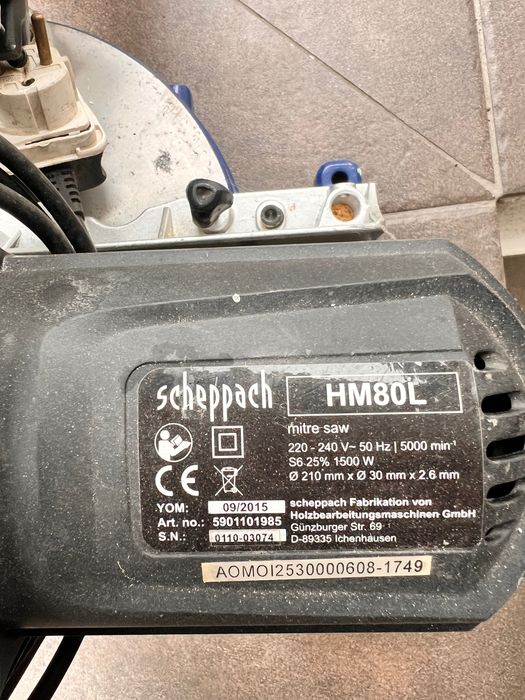 scheppach HM80L
mitre saw
220 - 240 V~ 50 Hz | 5000 min⁻¹
S6 25% 1500 W
Ø 210 mm x Ø 30 mm x 2.6 mm
CE
YOM: 09/2015
Art. no.: 5901101985
S.N.: 0110-03074
scheppach Fabrikation von
Holzbearbeitungsmaschinen GmbH
Günzburger Str. 69
D-89335 Ichenhausen
AOMOI2530000608-1749